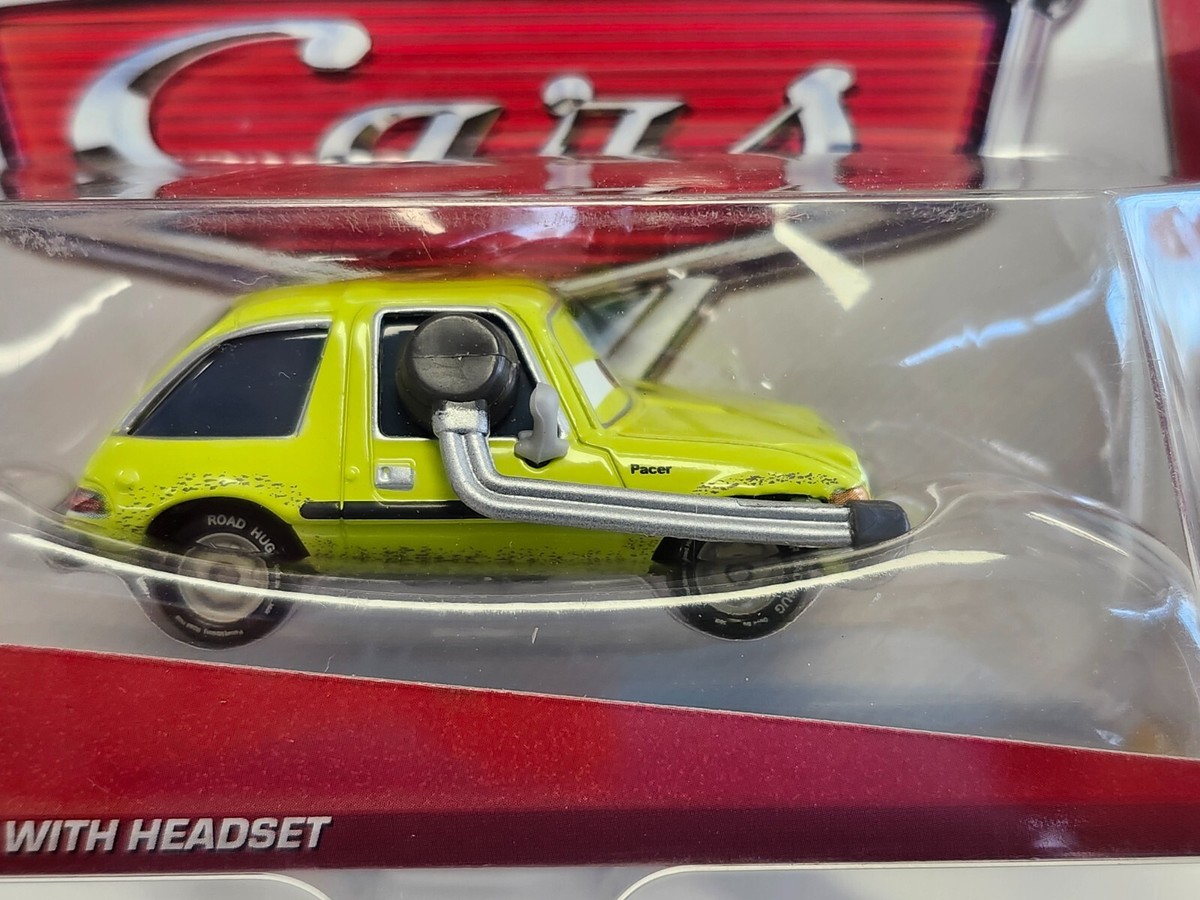 Cars
Pacer
ROAD HUG
WITH HEADSET